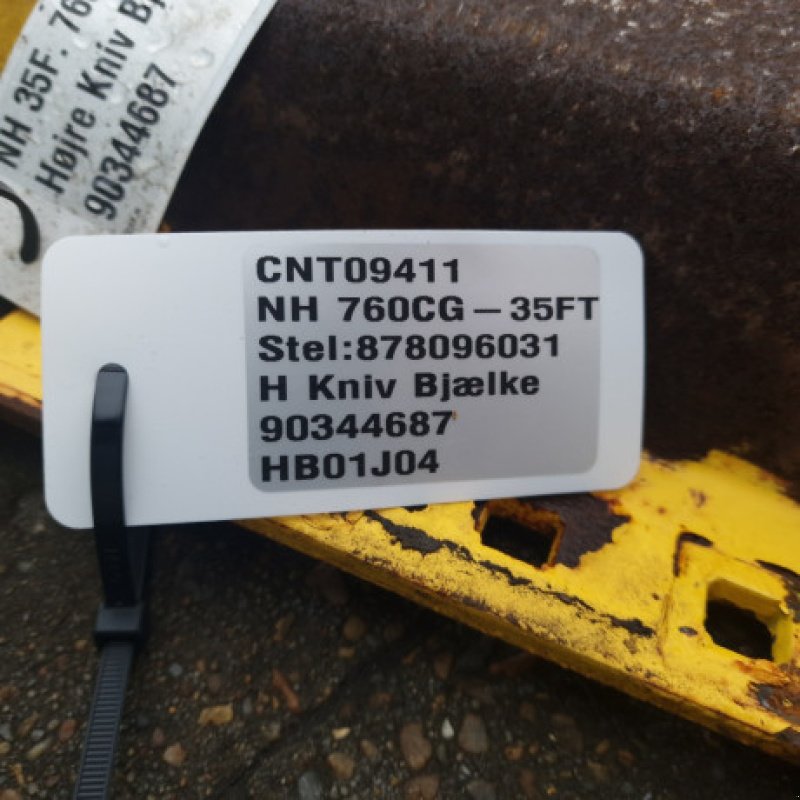 NH 35F. 76
Højre Kniv Bj
90344687
CNT09411
NH 760CG – 35FT
Stel:878096031
H Kniv Bjælke
90344687
HB01J04